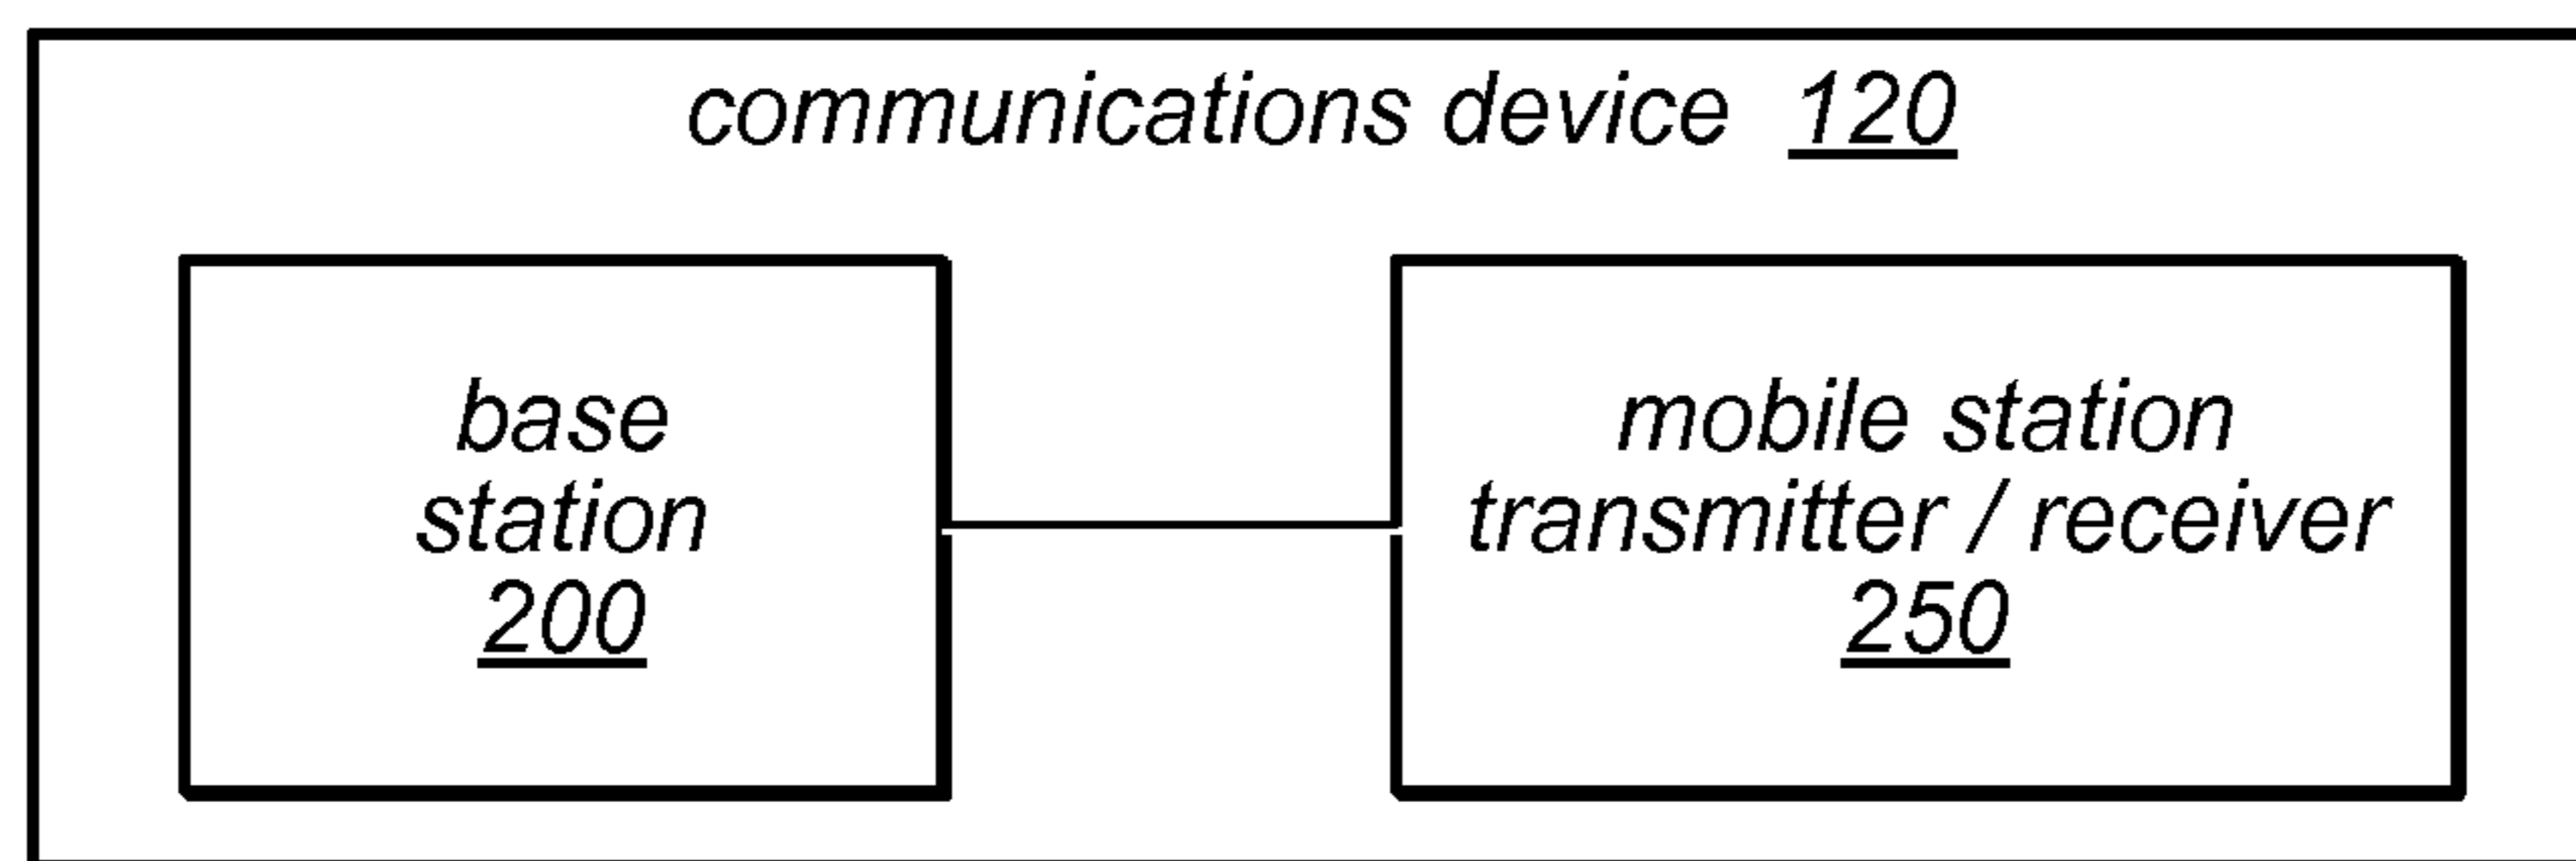 communications device 120
base
station
200
mobile station
transmitter / receiver
250